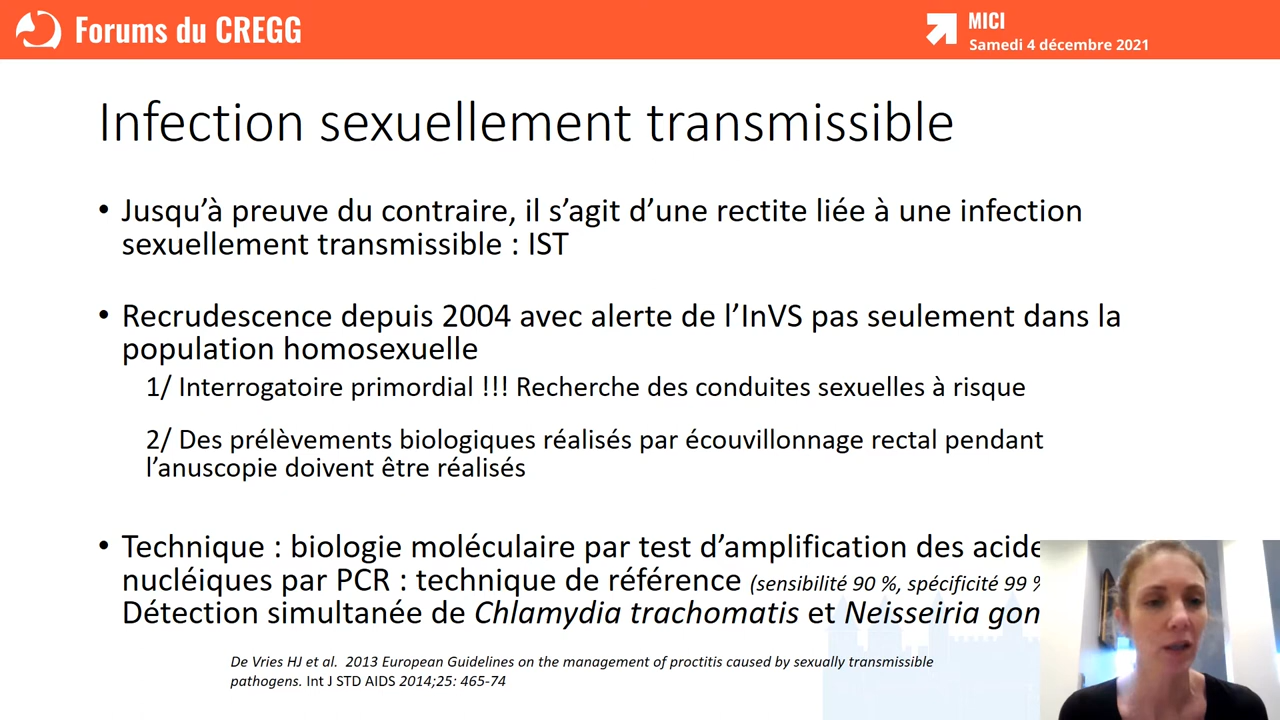 Forums du CREGG
MICI
Samedi 4 décembre 2021
Infection sexuellement transmissible
• Jusqu’à preuve du contraire, il s’agit d’une rectite liée à une infection
sexuellement transmissible : IST
• Recrudescence depuis 2004 avec alerte de l’InVS pas seulement dans la
population homosexuelle
1/ Interrogatoire primordial !!! Recherche des conduites sexuelles à risque
2/ Des prélèvements biologiques réalisés par écouvillonnage rectal pendant
l’anuscopie doivent être réalisés
• Technique : biologie moléculaire par test d’amplification des acide
nucléiques par PCR : technique de référence (sensibilité 90 %, spécificité 99 %
Détection simultanée de Chlamydia trachomatis et Neisseiria gon
De Vries HJ et al. 2013 European Guidelines on the management of proctitis caused by sexually transmissible
pathogens. Int J STD AIDS 2014;25: 465-74